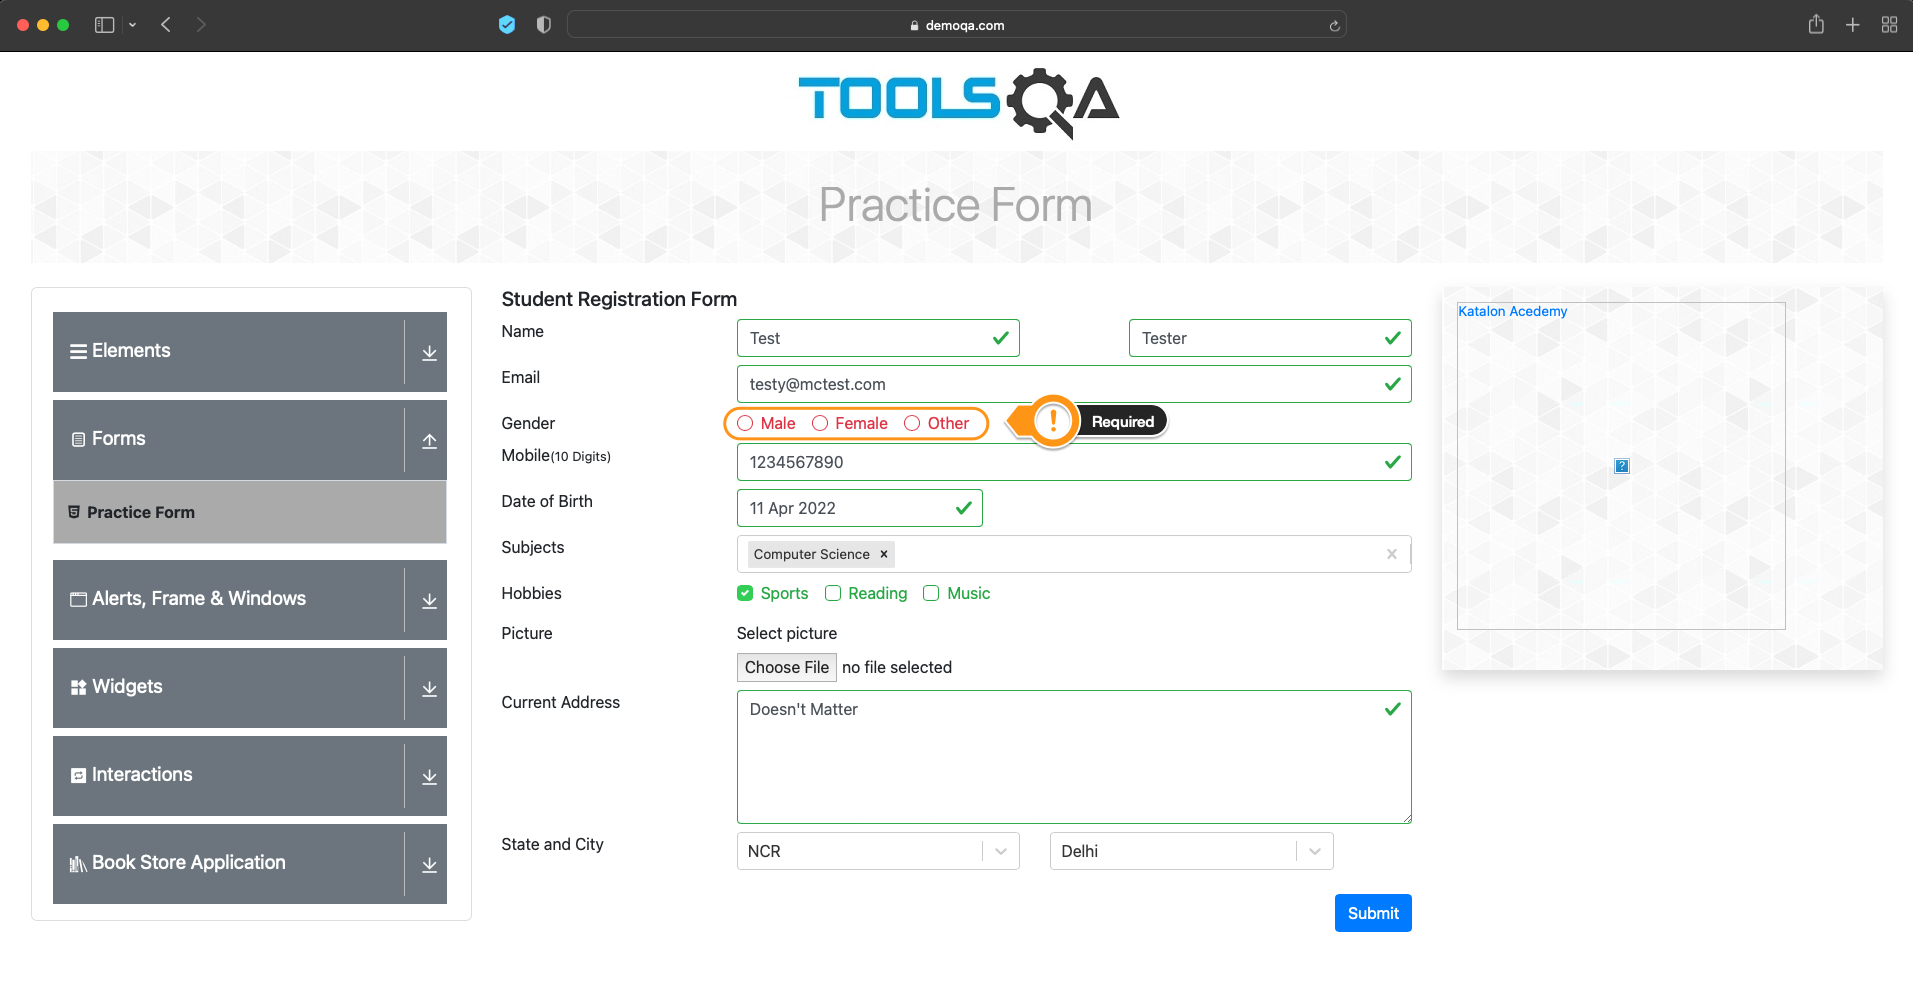 demoqa.com
TOOLSQA
Practice Form
Elements
Forms
Practice Form
Alerts, Frame & Windows
Widgets
Interactions
Book Store Application
Student Registration Form
Name
Test
Tester
Email
testy@mctest.com
Gender
Male Female Other
! Required
Mobile(10 Digits)
1234567890
Date of Birth
11 Apr 2022
Subjects
Computer Science ×
Hobbies
Sports Reading Music
Picture
Select picture
Choose File no file selected
Current Address
Doesn't Matter
State and City
NCR
Delhi
Submit
Katalon Acedemy
?